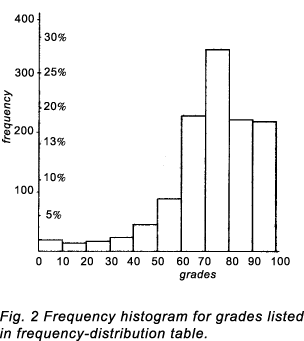 400
300
200
100
frequency
30%
25%
20%
13%
10%
5%
0 10 20 30 40 50 60 70 80 90 100
grades
Fig. 2 Frequency histogram for grades listed
in frequency-distribution table.